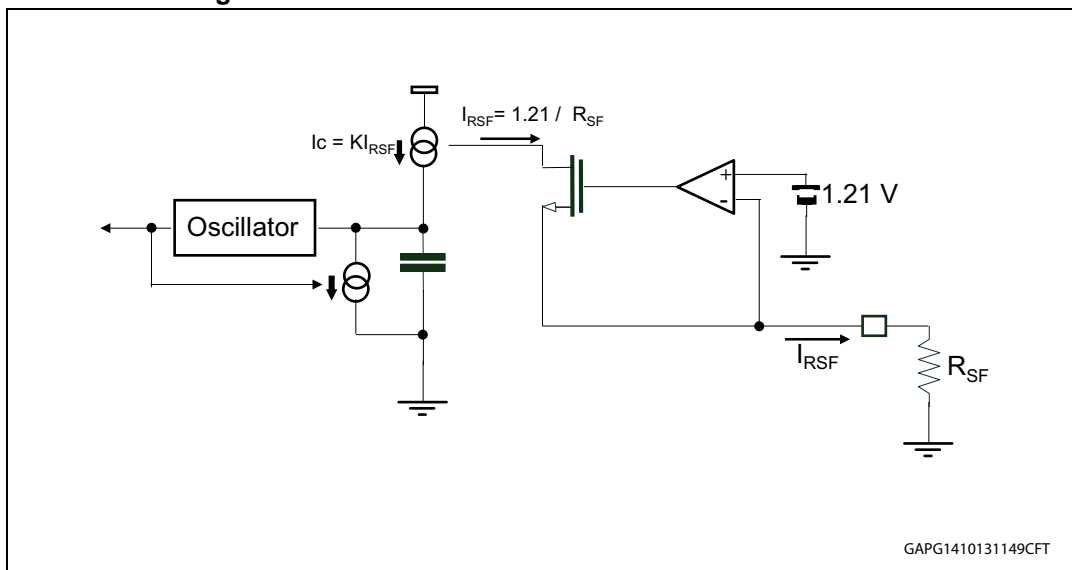 I_RSF = 1.21 / R_SF
Ic = KI_RSF
+
-
1.21 V
Oscillator
I_RSF
R_SF
GAPG1410131149CFT